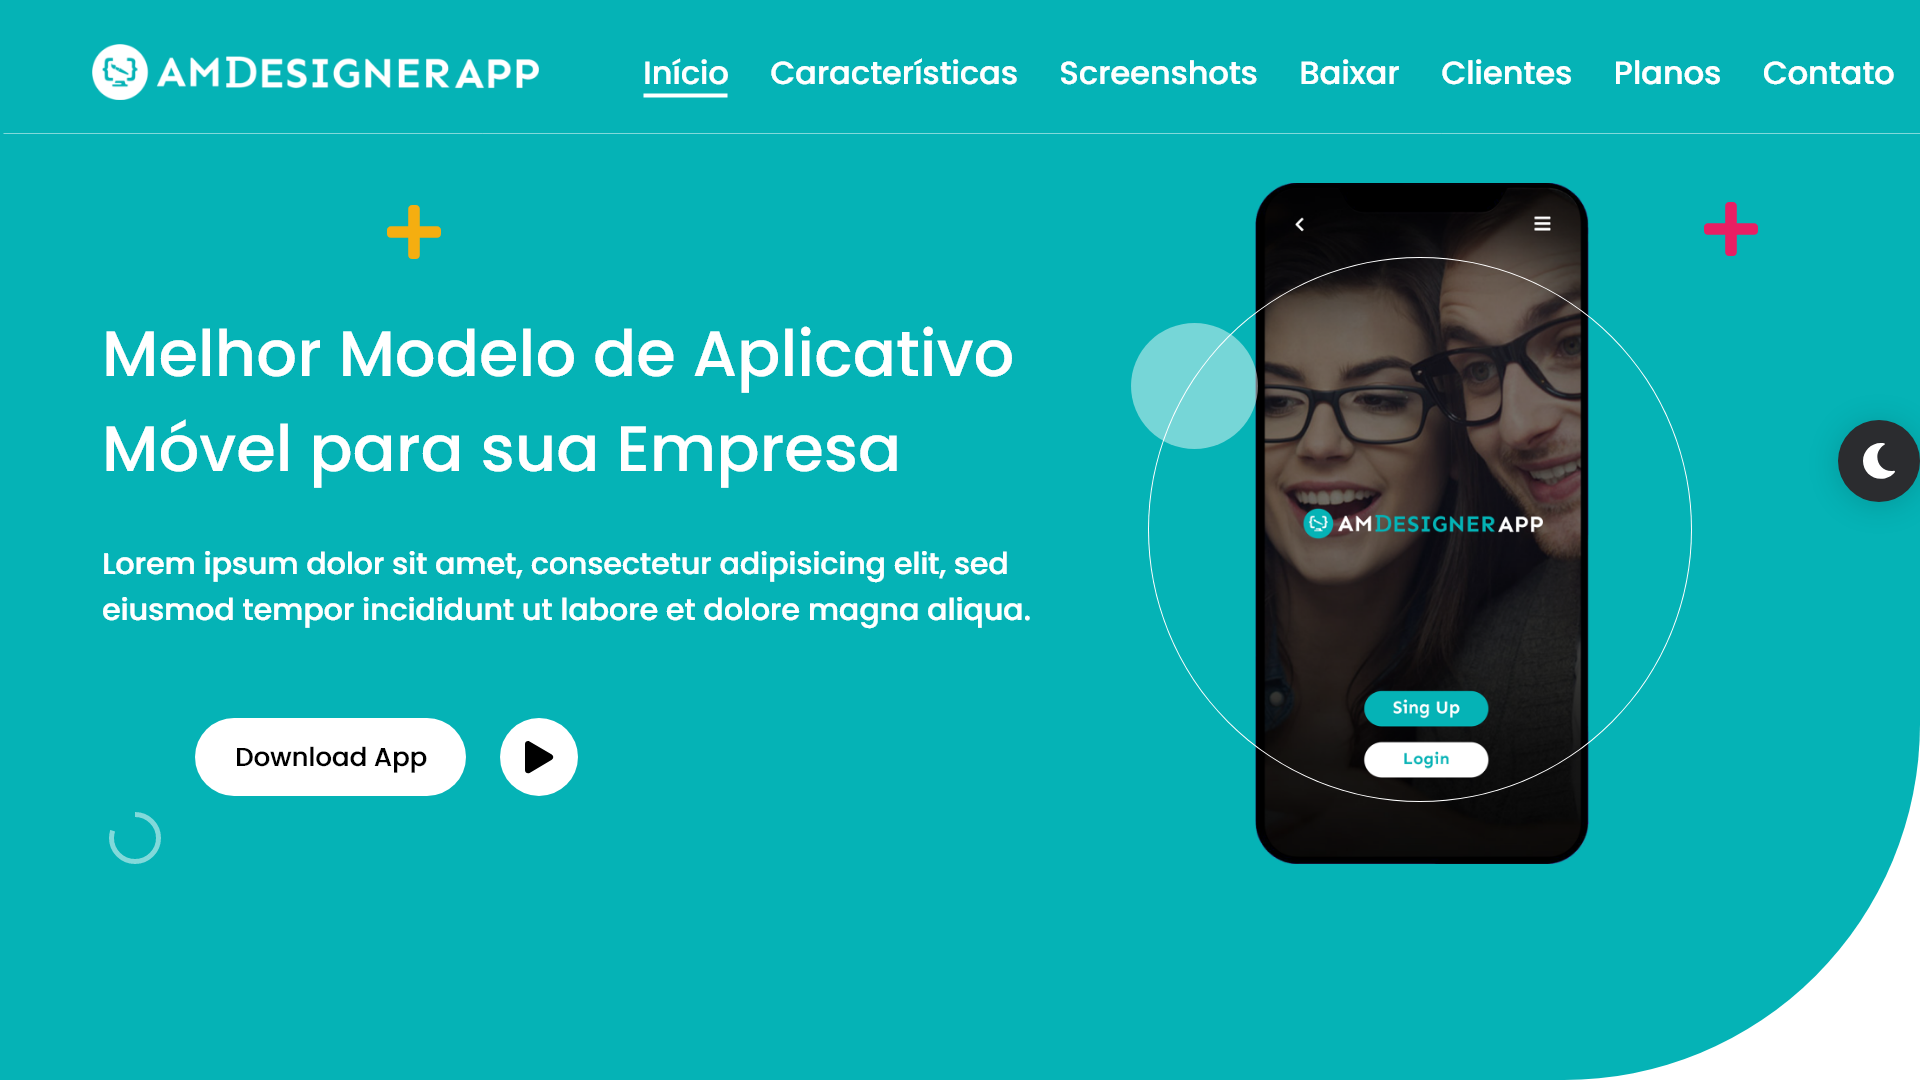 AMDESIGNERAPP
Início Características Screenshots Baixar Clientes Planos Contato
Melhor Modelo de Aplicativo
Móvel para sua Empresa
Lorem ipsum dolor sit amet, consectetur adipisicing elit, sed
eiusmod tempor incididunt ut labore et dolore magna aliqua.
Download App
AMDESIGNERAPP
Sing Up
Login